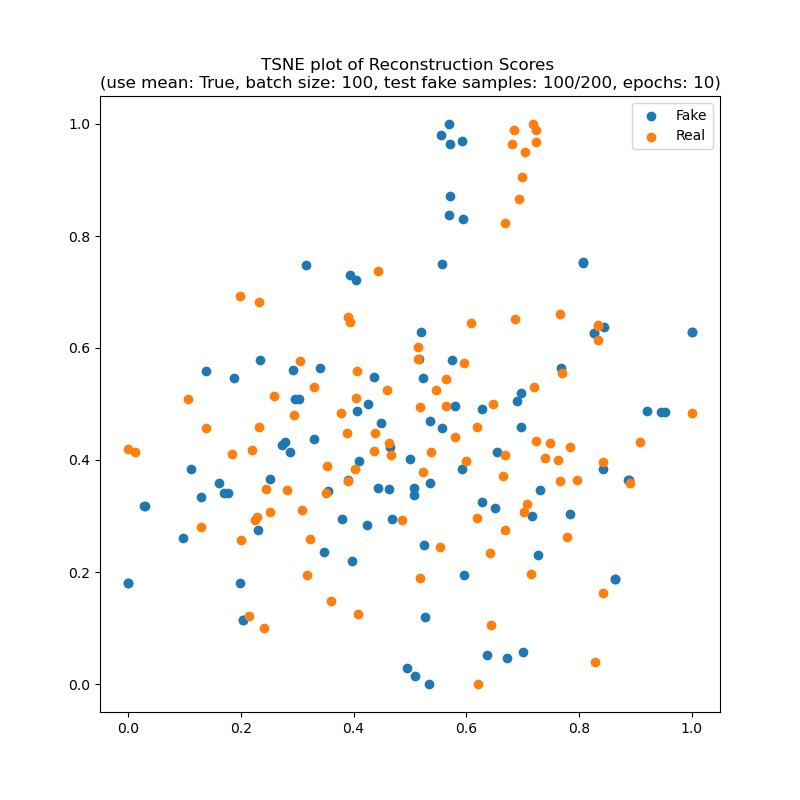 TSNE plot of Reconstruction Scores
(use mean: True, batch size: 100, test fake samples: 100/200, epochs: 10)
Fake
Real
1.0
0.8
0.6
0.4
0.2
0.0
0.0 0.2 0.4 0.6 0.8 1.0